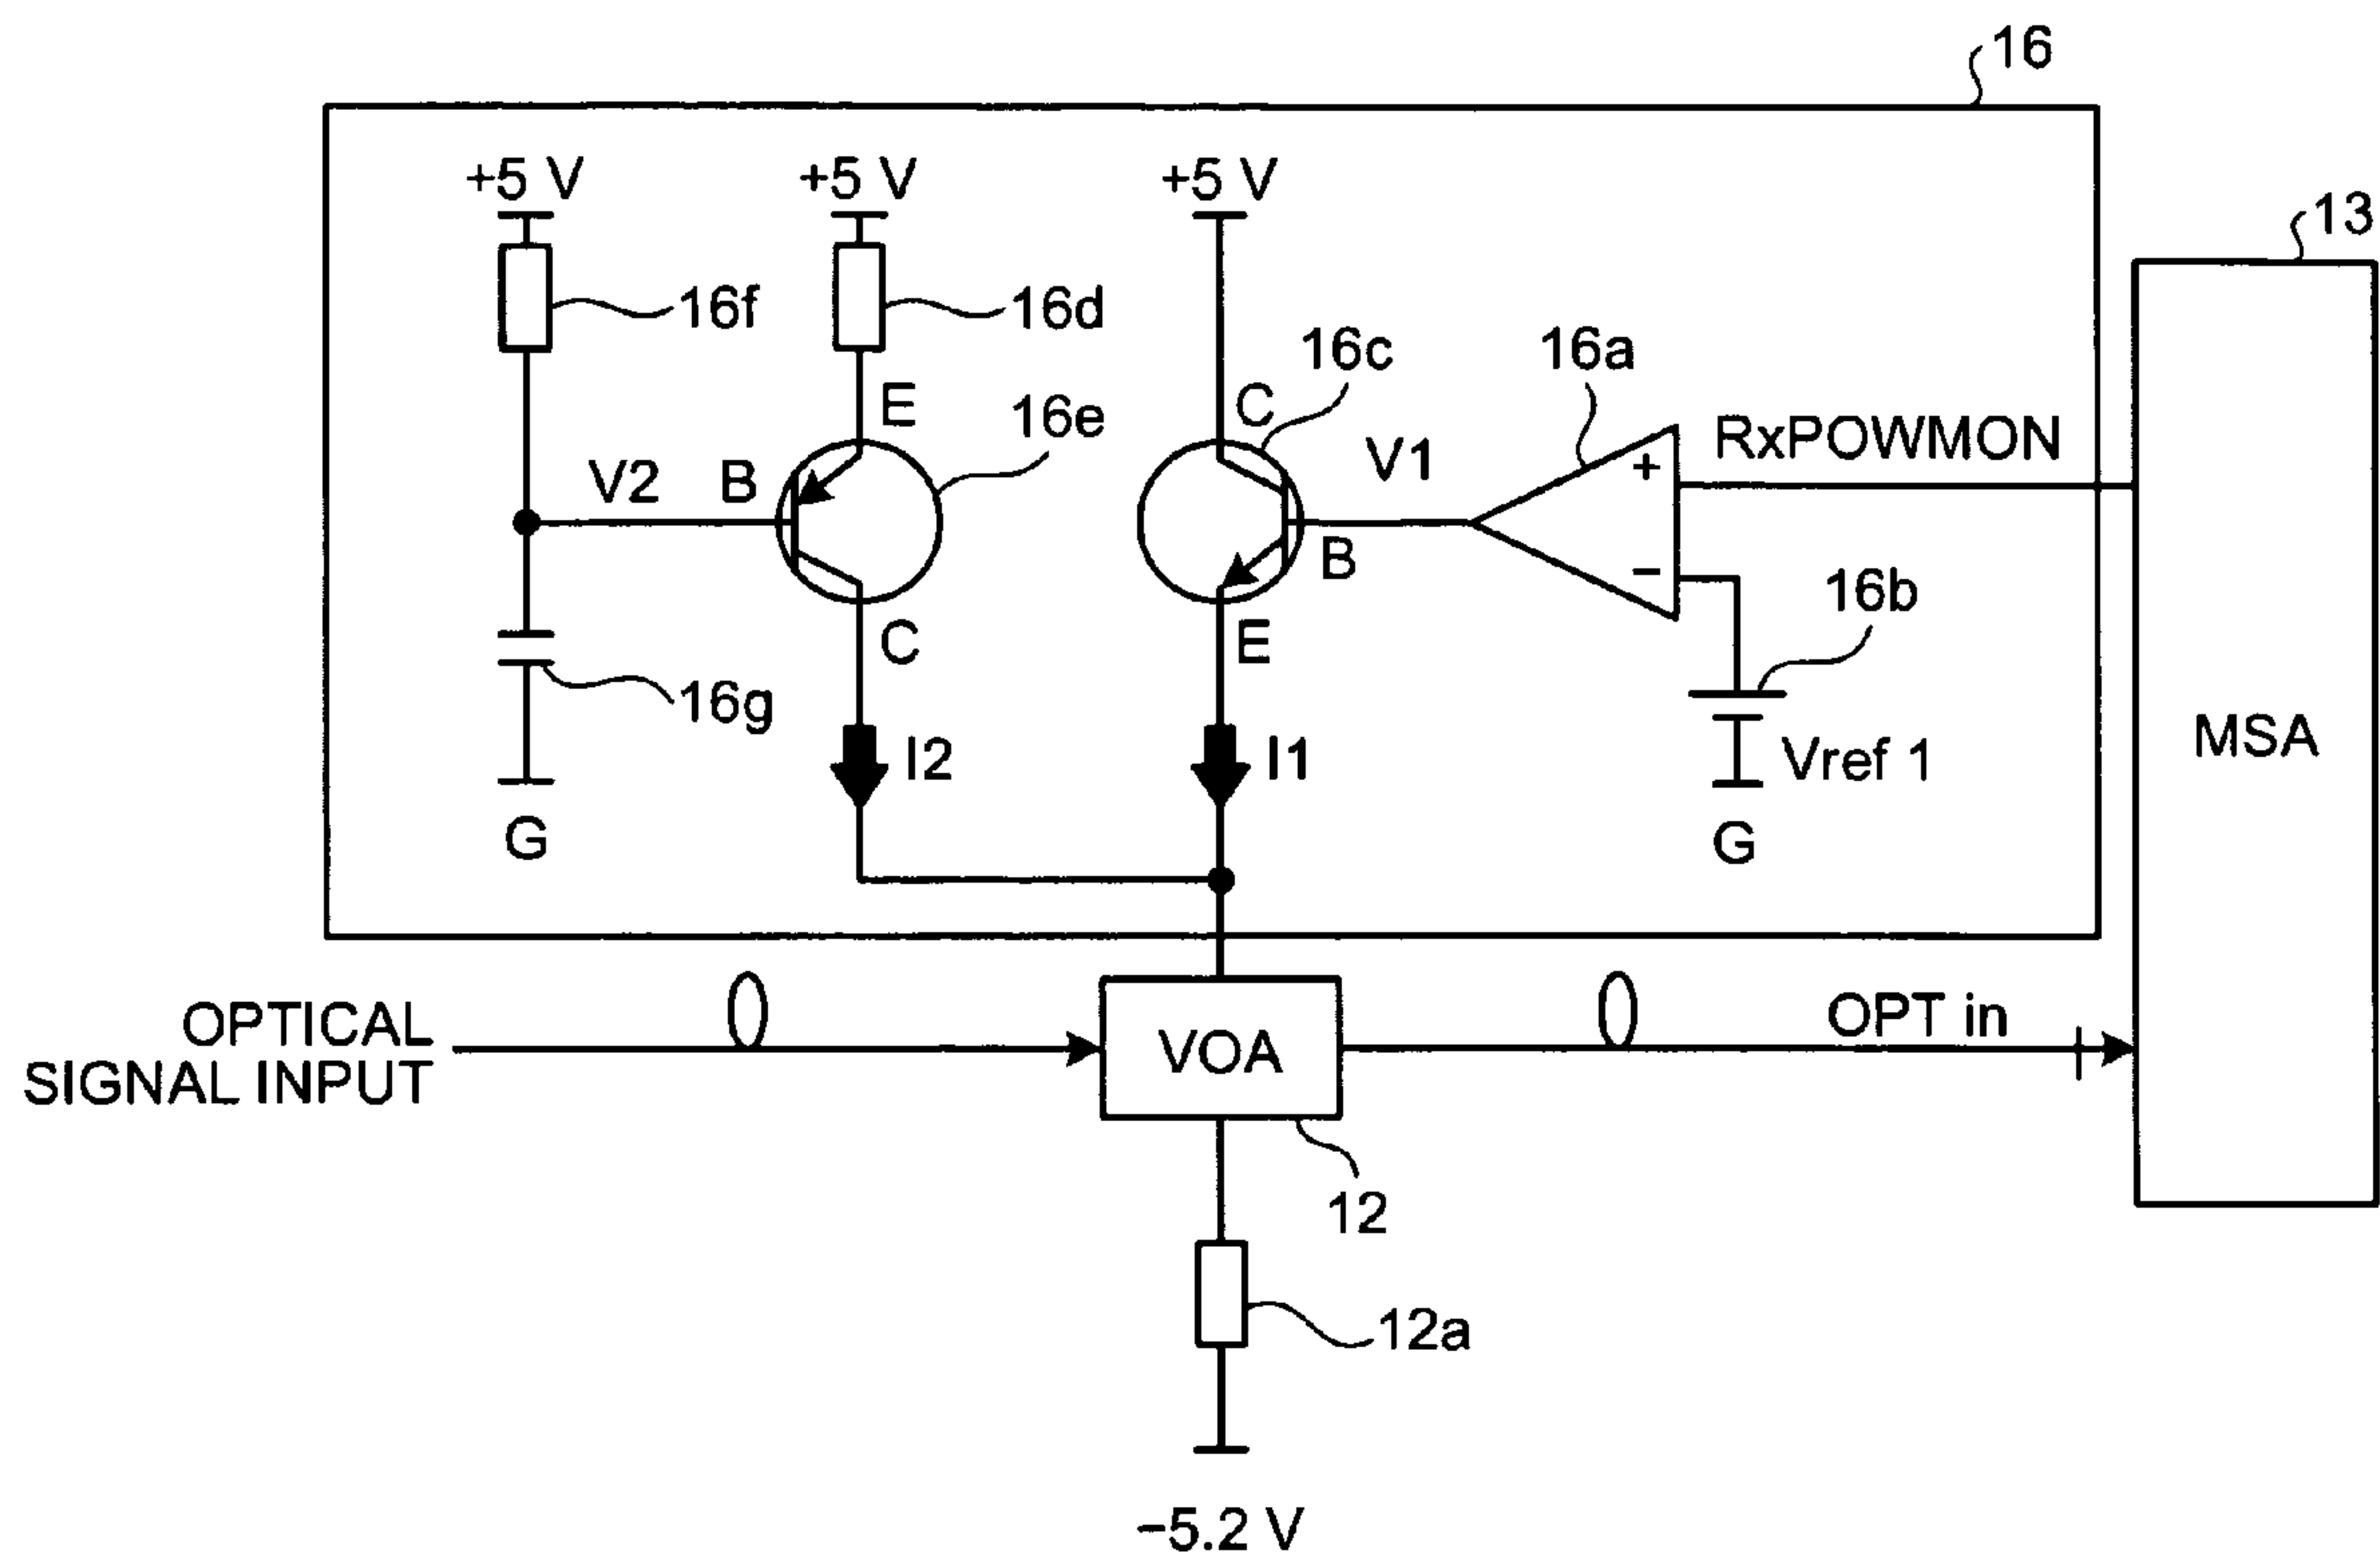 16
+5 V
+5 V
+5 V
13
16f
16d
16c
16a
E
16e
C
RxPOWMON
V2
B
V1
+
B
−
16b
C
E
16g
I2
I1
Vref 1
MSA
G
G
OPTICAL
SIGNAL INPUT
VOA
OPT in
12
12a
−5.2 V